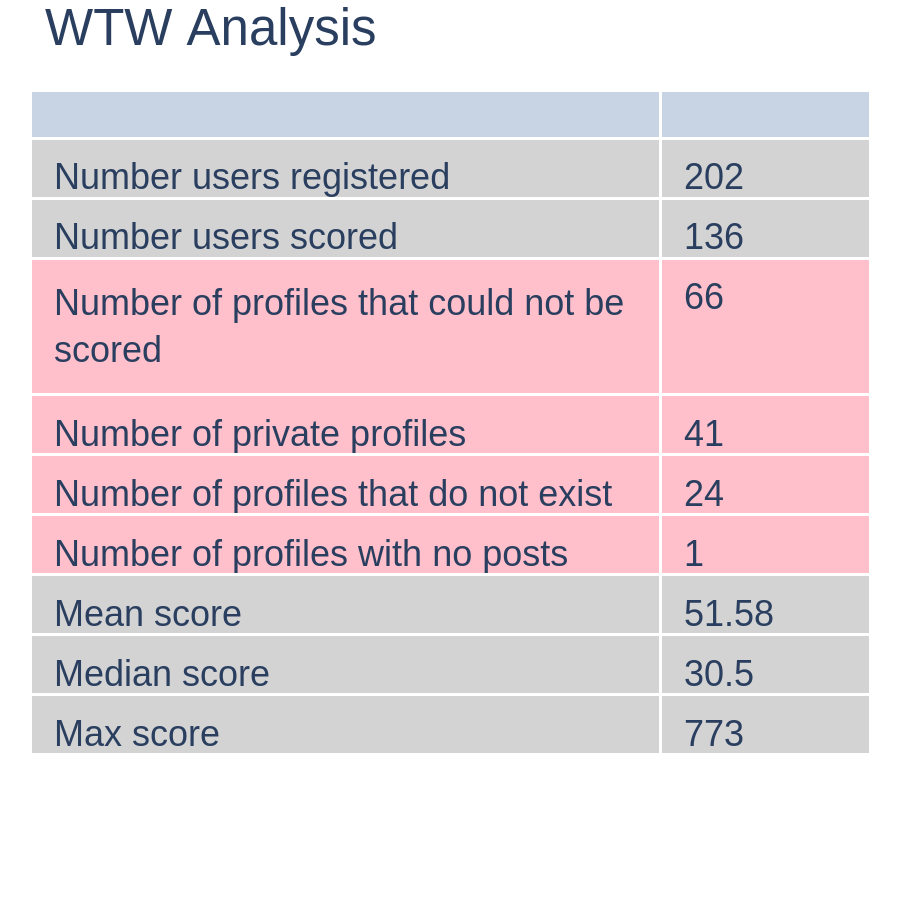 WTW Analysis
Number users registered 202
Number users scored 136
Number of profiles that could not be 66
scored
Number of private profiles 41
Number of profiles that do not exist 24
Number of profiles with no posts 1
Mean score 51.58
Median score 30.5
Max score 773